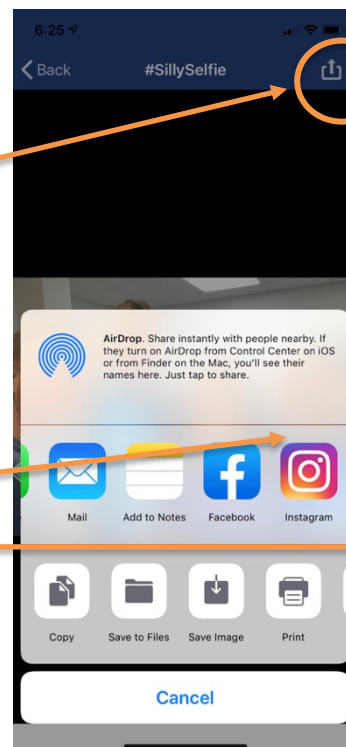 6:25
Back #SillySelfie
AirDrop. Share instantly with people nearby. If
they turn on AirDrop from Control Center on iOS
or from Finder on the Mac, you'll see their
names here. Just tap to share.
Mail Add to Notes Facebook Instagram
Copy Save to Files Save Image Print
Cancel